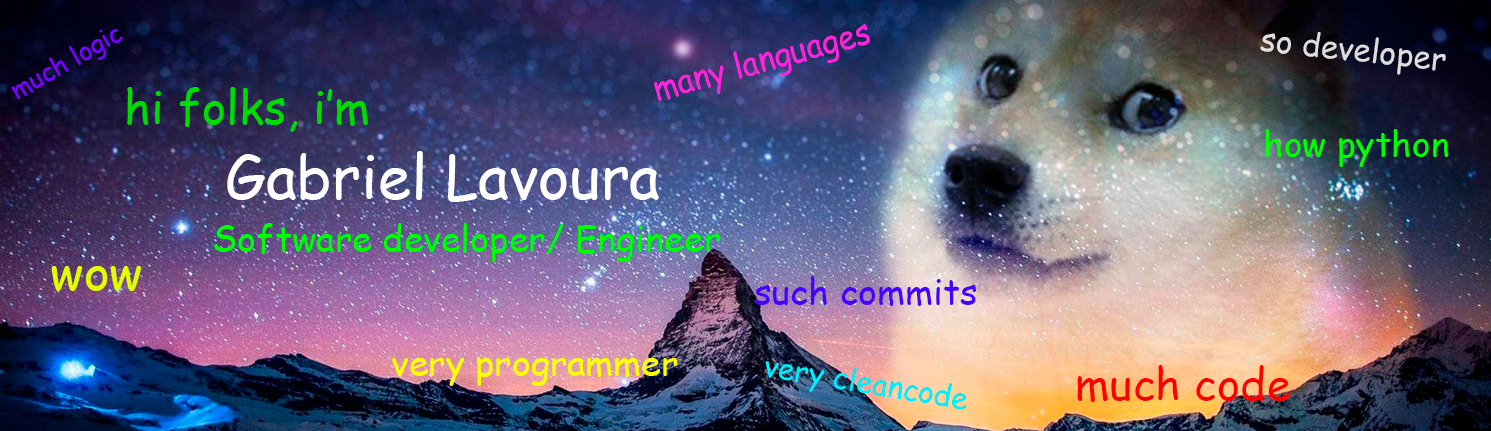 much logic
many languages
so developer
hi folks, i'm
how python
Gabriel Lavoura
Software developer/ Engineer
wow
such commits
very programmer
very cleancode
much code